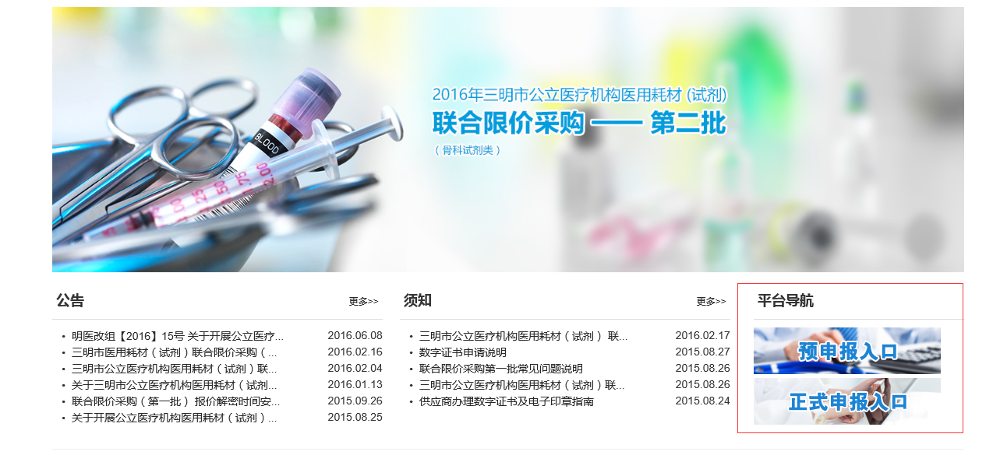 2016年三明市公立医疗机构医用耗材 (试剂)
联合限价采购 —— 第二批
（骨科试剂类）
BLOOD
公告
更多>>
明医改组【2016】15号 关于开展公立医疗... 2016.06.08
三明市医用耗材（试剂）联合限价采购（... 2016.02.16
三明市公立医疗机构医用耗材（试剂）联... 2016.02.04
关于三明市公立医疗机构医用耗材（试剂... 2016.01.13
联合限价采购（第一批） 报价解密时间安... 2015.09.26
关于开展公立医疗机构医用耗材（试剂）... 2015.08.25
须知
更多>>
三明市公立医疗机构医用耗材（试剂） 联... 2016.02.17
数字证书申请说明 2015.08.27
联合限价采购第一批常见问题说明 2015.08.26
三明市公立医疗机构医用耗材（试剂）联... 2015.08.26
供应商办理数字证书及电子印章指南 2015.08.24
平台导航
预申报入口
正式申报入口